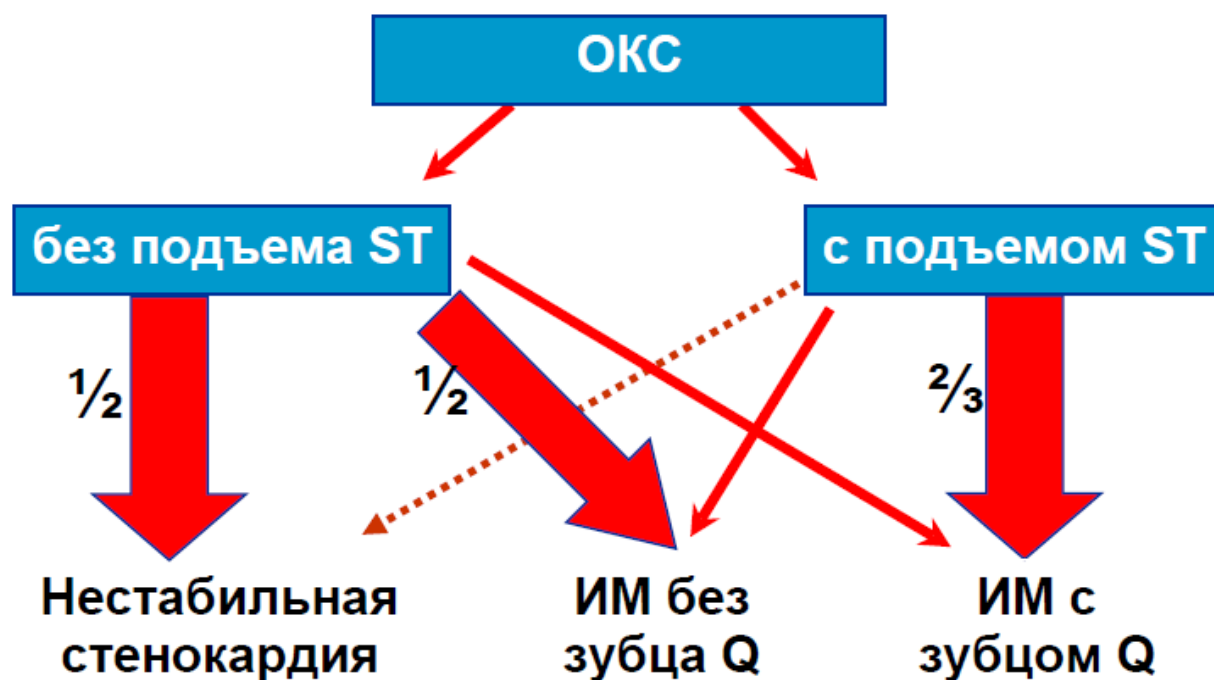 ОКС
без подъема ST
с подъемом ST
½
½
⅔
Нестабильная
стенокардия
ИМ без
зубца Q
ИМ с
зубцом Q